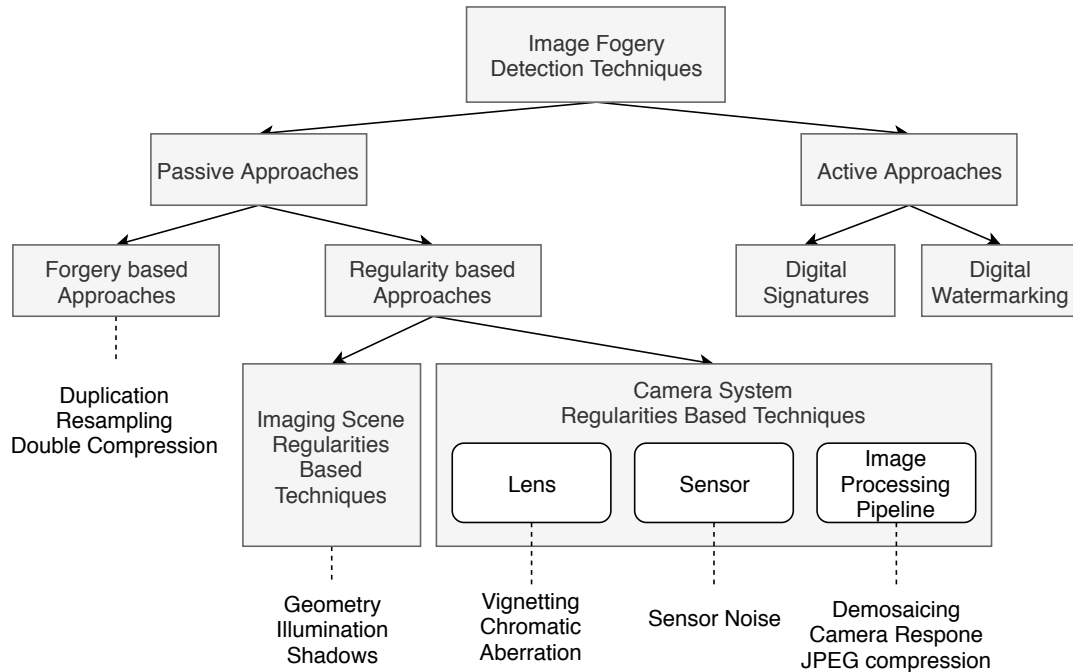 Image Fogery
Detection Techniques
Passive Approaches
Active Approaches
Forgery based
Approaches
Regularity based
Approaches
Digital
Signatures
Digital
Watermarking
Duplication
Resampling
Double Compression
Imaging Scene
Regularities
Based
Techniques
Camera System
Regularities Based Techniques
Lens
Sensor
Image
Processing
Pipeline
Geometry
Illumination
Shadows
Vignetting
Chromatic
Aberration
Sensor Noise
Demosaicing
Camera Respone
JPEG compression